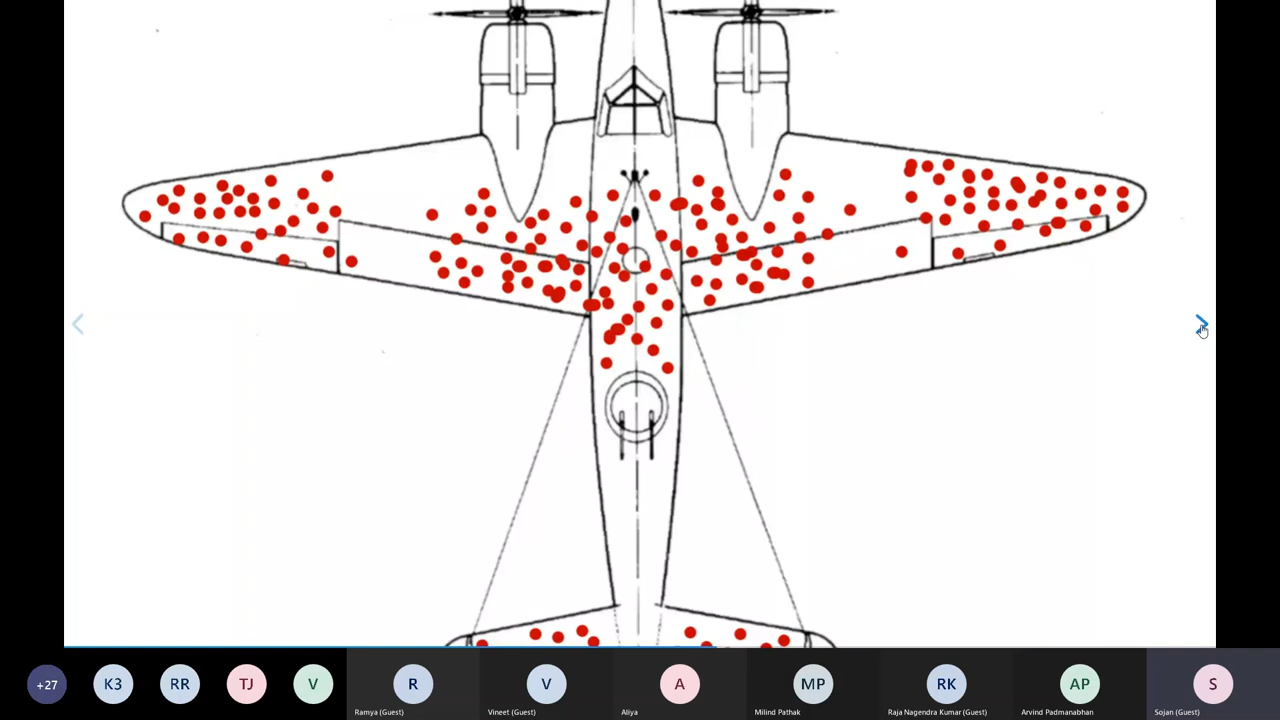 +27
K3
RR
TJ
V
R
V
A
MP
RK
AP
S
Ramya (Guest)
Vineet (Guest)
Aliya
Milind Pathak
Raja Nagendra Kumar (Guest)
Arvind Padmanabhan
Sojan (Guest)